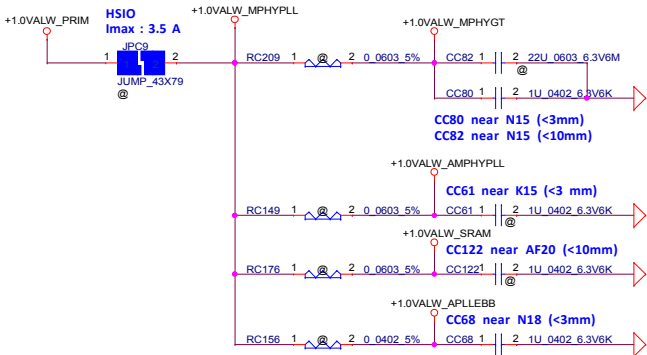 +1.0VALW_PRIM
HSIO
Imax : 3.5 A
JPC9
1 2
1 2
JUMP_43X79
@
+1.0VALW_MPHYPLL
+1.0VALW_MPHYGT
RC209 1 @ 2 0_0603_5%
CC82 1 2 22U_0603_6.3V6M
@
CC80 1 2 1U_0402_6.3V6K
CC80 near N15 (<3mm)
CC82 near N15 (<10mm)
+1.0VALW_AMPHYPLL
CC61 near K15 (<3 mm)
RC149 1 @ 2 0_0603_5%
CC61 1 2 1U_0402_6.3V6K
@
+1.0VALW_SRAM
CC122 near AF20 (<10mm)
RC176 1 @ 2 0_0603_5%
CC122 1 2 1U_0402_6.3V6K
@
+1.0VALW_APLLEBB
CC68 near N18 (<3mm)
RC156 1 @ 2 0_0402_5%
CC68 1 2 1U_0402_6.3V6K